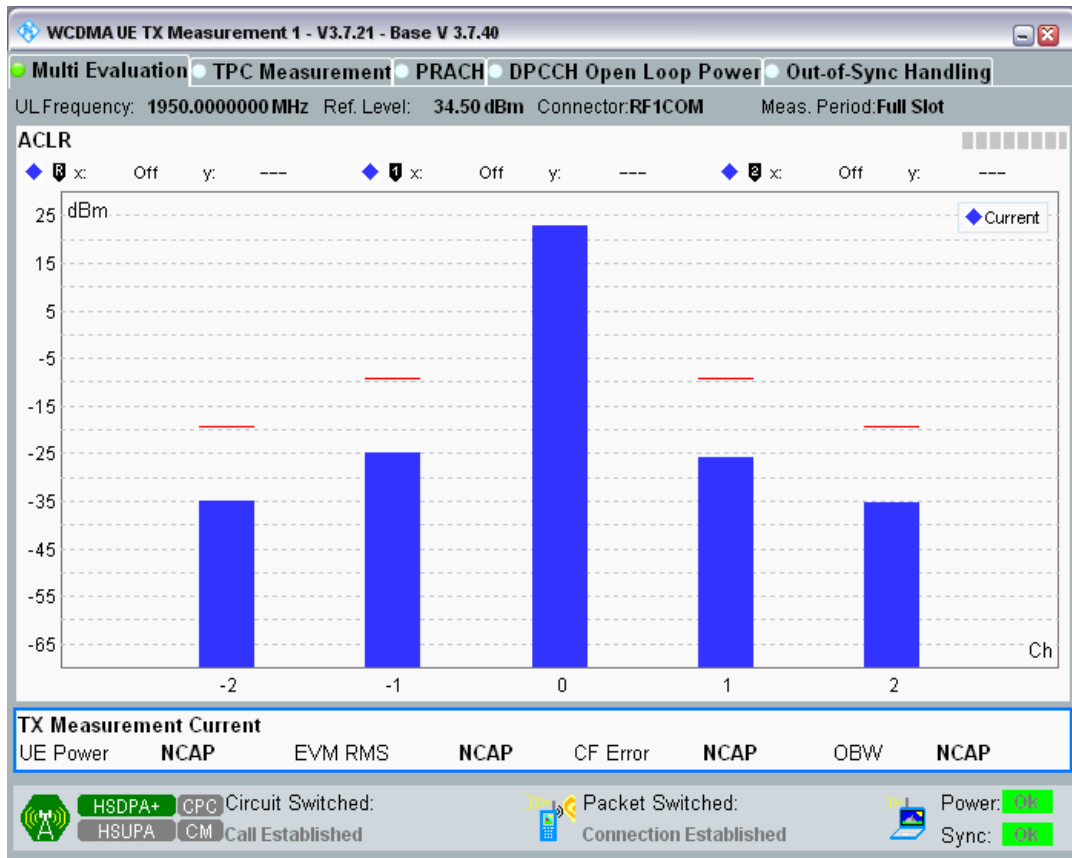 WCDMA UE TX Measurement 1 - V3.7.21 - Base V 3.7.40
Multi Evaluation TPC Measurement PRACH DPCCH Open Loop Power Out-of-Sync Handling
UL Frequency: 1950.0000000 MHz Ref. Level: 34.50 dBm Connector:RF1COM Meas. Period:Full Slot
ACLR
R x: Off y: --- 1 x: Off y: --- 2 x: Off y: ---
dBm
Current
25
15
5
-5
-15
-25
-35
-45
-55
-65
Ch
-2 -1 0 1 2
TX Measurement Current
UE Power NCAP EVM RMS NCAP CF Error NCAP OBW NCAP
HSDPA+ CPC Circuit Switched: Packet Switched: Power: OK
HSUPA CM Call Established Connection Established Sync: OK